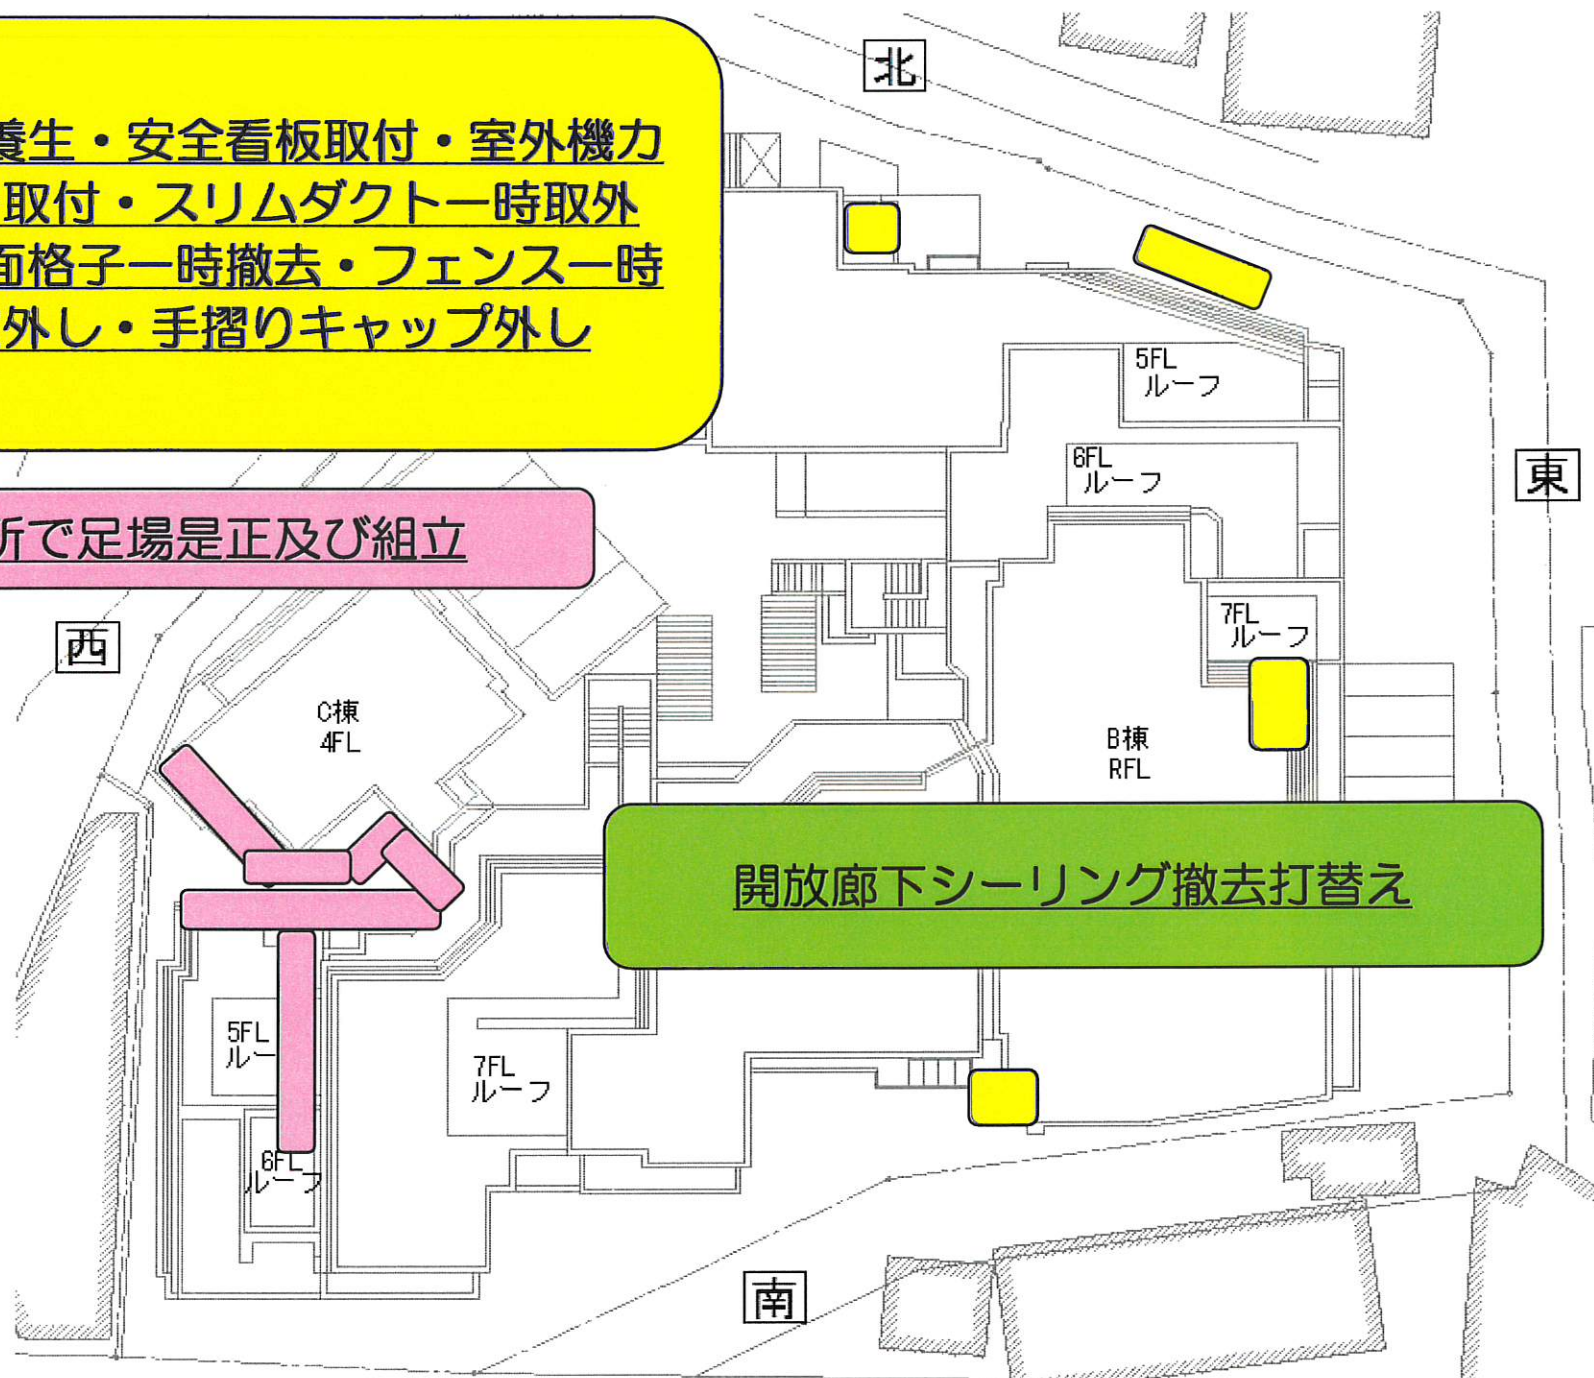 北
養生・安全看板取付・室外機カ
取付・スリムダクト一時取外
面格子一時撤去・フェンス一時
外し・手摺りキャップ外し
5FL
ルーフ
6FL
ルーフ
東
所で足場是正及び組立
7FL
ルーフ
西
C棟
4FL
B棟
RFL
開放廊下シーリング撤去打替え
5FL
ルー
7FL
ルーフ
6FL
ルーフ
南